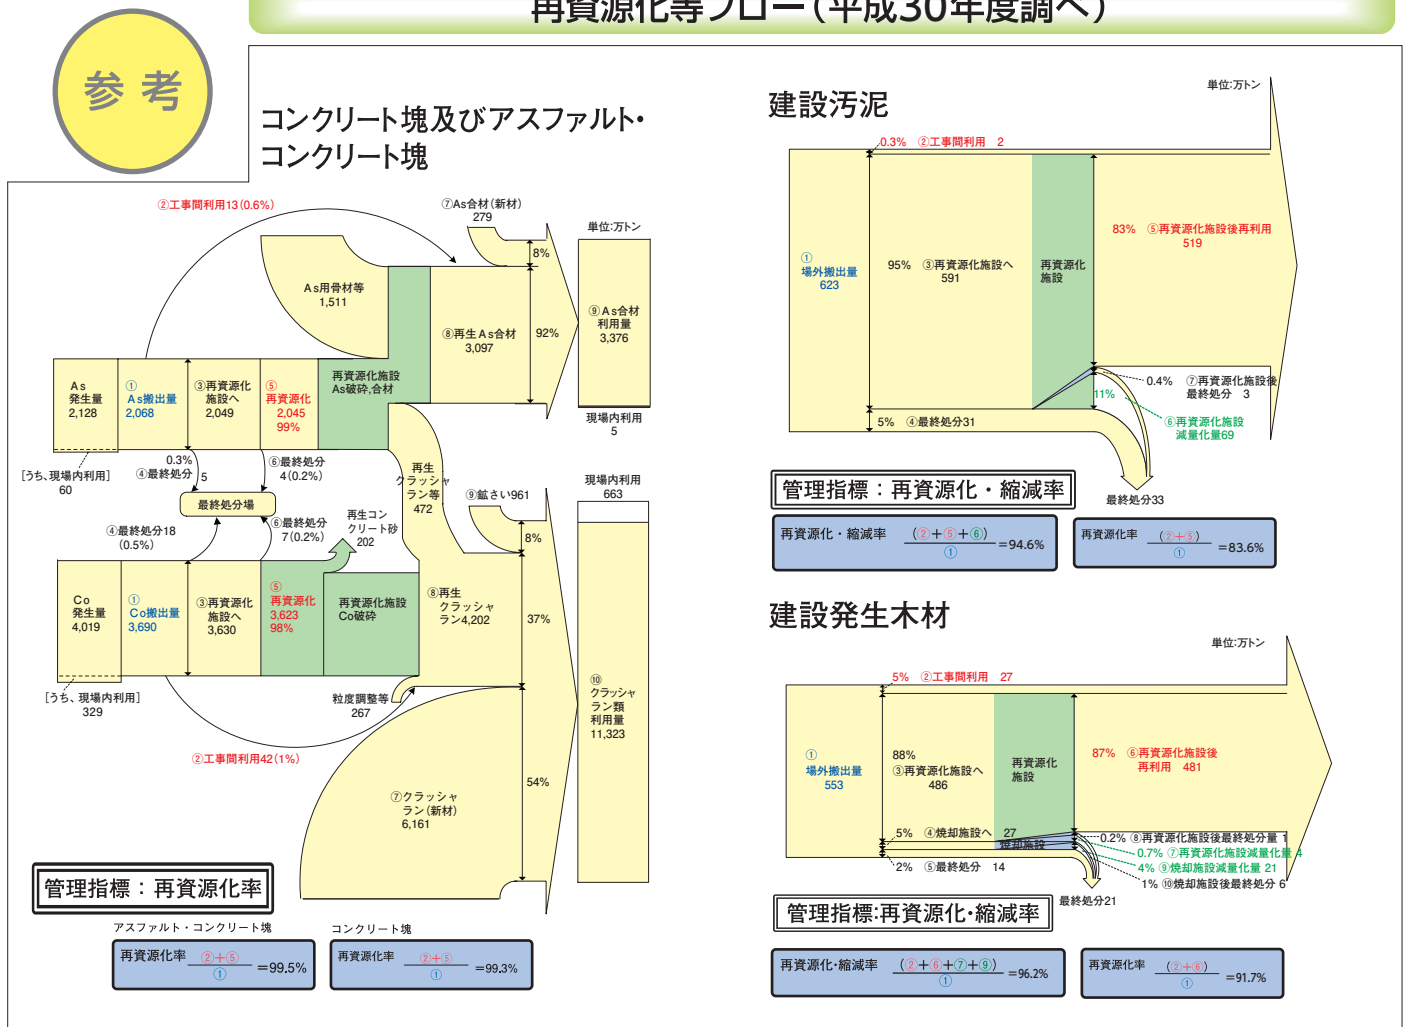 再資源化等フロー(平成30年度調べ)
参考
コンクリート塊及びアスファルト・
コンクリート塊
②工事間利用13(0.6%)
⑦As合材(新材)
279
単位:万トン
8%
As用骨材等
1,511
⑧再生As合材
3,097
92%
⑨As合材
利用量
3,376
As
発生量
2,128
①
As搬出量
2,068
③再資源化
施設へ
2,049
⑤
再資源化
2,045
99%
再資源化施設
As破砕,合材
現場内利用
5
[うち、現場内利用]
60
0.3%
④最終処分
5
⑥最終処分
4(0.2%)
最終処分場
再生
クラッシャ
ラン等
472
⑨鉱さい961
現場内利用
663
④最終処分18
(0.5%)
⑥最終処分
7(0.2%)
再生コン
クリート砂
202
8%
Co
発生量
4,019
①
Co搬出量
3,690
③再資源化
施設へ
3,630
⑤
再資源化
3,623
98%
再資源化施設
Co破砕
⑧再生
クラッシャ
ラン4,202
37%
[うち、現場内利用]
329
粒度調整等
267
②工事間利用42(1%)
⑩
クラッシャ
ラン類
利用量
11,323
⑦クラッシャ
ラン(新材)
6,161
54%
管理指標:再資源化率
アスファルト・コンクリート塊
再資源化率 ②+⑤
① =99.5%
コンクリート塊
再資源化率 ②+⑤
① =99.3%
建設汚泥
単位:万トン
0.3% ②工事間利用 2
①
場外搬出量
623
95% ③再資源化施設へ
591
再資源化
施設
83% ⑤再資源化施設後再利用
519
0.4% ⑦再資源化施設後
最終処分 3
11%
⑥再資源化施設
減量化量69
5% ④最終処分31
最終処分33
管理指標:再資源化・縮減率
再資源化・縮減率 (②+⑤+⑥)
① =94.6%
再資源化率 (②+⑤)
① =83.6%
建設発生木材
単位:万トン
5% ②工事間利用 27
①
場外搬出量
553
88%
③再資源化施設へ
486
再資源化
施設
87% ⑥再資源化施設後
再利用 481
5% ④焼却施設へ 27
焼却施設
0.2% ⑧再資源化施設後最終処分量 1
0.7% ⑦再資源化施設減量化量 4
4% ⑨焼却施設減量化量 21
1% ⑩焼却施設後最終処分 6
2% ⑤最終処分 14
最終処分21
管理指標:再資源化・縮減率
再資源化・縮減率 (②+⑥+⑦+⑨)
① =96.2%
再資源化率 (②+⑥)
① =91.7%